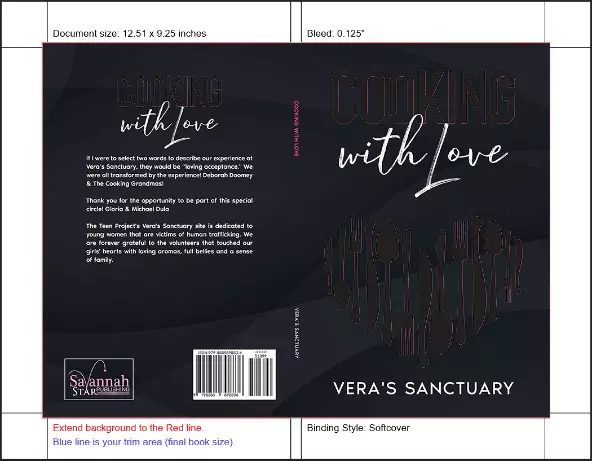 Document size: 12.51 x 9.25 inches
Bleed: 0.125"
COOKING
with Love
If I were to select two words to describe our experience at
Vera's Sanctuary, they would be "loving acceptance." We
were all transformed by the experience! Deborah Doomey
& The Cooking Grandmas!
Thank you for the opportunity to be part of this special
circle! Gloria & Michael Dula
The Teen Project's Vera's Sanctuary site is dedicated to
young women that are victims of human trafficking. We
are forever grateful to the volunteers that touched our
girls' hearts with loving aromas, full bellies and a sense
of family.
Savannah
STAR PUBLISHING
COOKING WITH LOVE
VERA'S SANCTUARY
COOKING
with Love
VERA'S SANCTUARY
Extend background to the Red line.
Blue line is your trim area (final book size).
Binding Style: Softcover